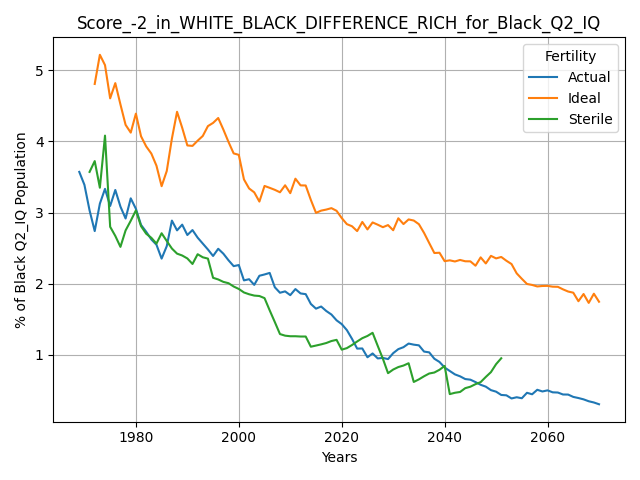 Score_-2_in_WHITE_BLACK_DIFFERENCE_RICH_for_Black_Q2_IQ
Fertility
Actual
Ideal
Sterile
% of Black Q2_IQ Population
5
4
3
2
1
1980
2000
2020
2040
2060
Years